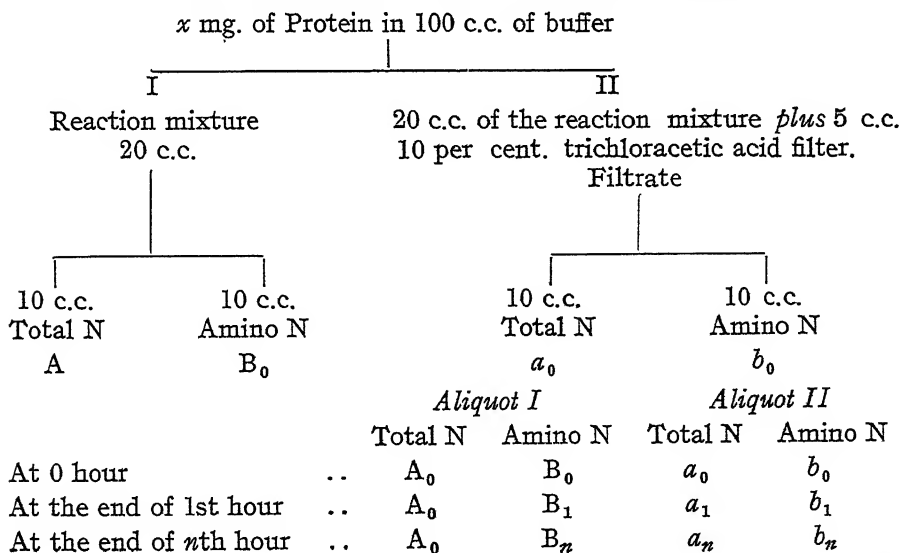 x mg. of Protein in 100 c.c. of buffer
I II
Reaction mixture 20 c.c. of the reaction mixture plus 5 c.c.
20 c.c. 10 per cent. trichloracetic acid filter.
Filtrate
10 c.c. 10 c.c. 10 c.c. 10 c.c.
Total N Amino N Total N Amino N
A B₀ a₀ b₀
Aliquot I Aliquot II
Total N Amino N Total N Amino N
At 0 hour .. A₀ B₀ a₀ b₀
At the end of 1st hour .. A₀ B₁ a₁ b₁
At the end of nth hour .. A₀ Bₙ aₙ bₙ